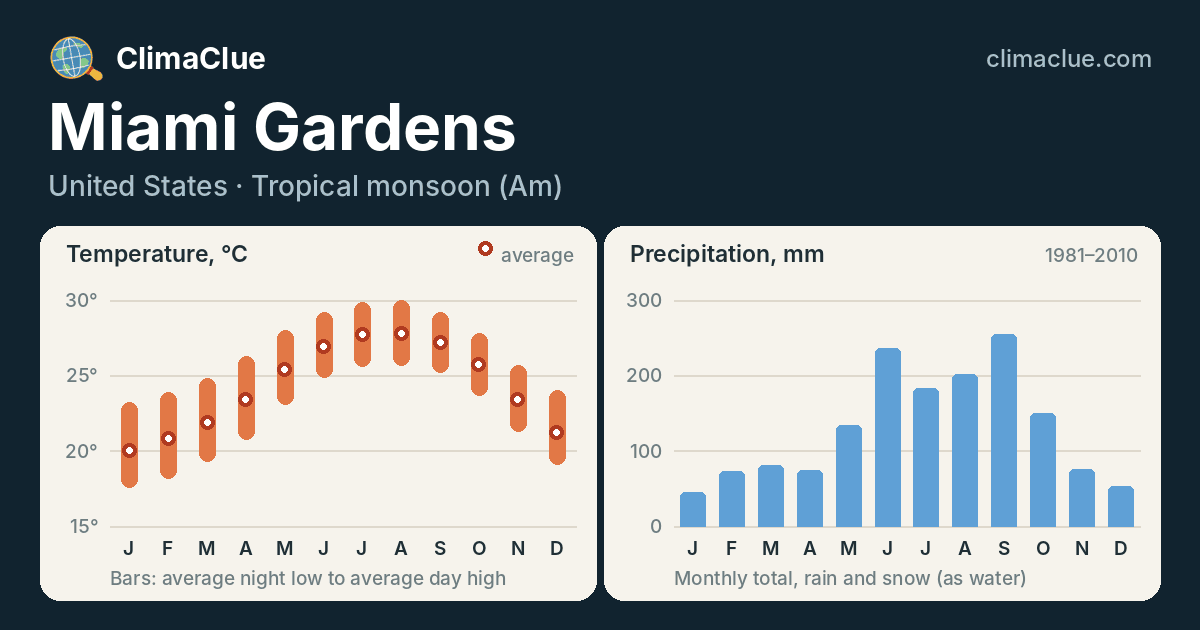 ClimaClue
climaclue.com
Miami Gardens
United States · Tropical monsoon (Am)
Temperature, °C
average
30°
25°
20°
15°
J F M A M J J A S O N D
Bars: average night low to average day high
Precipitation, mm
1981–2010
300
200
100
0
J F M A M J J A S O N D
Monthly total, rain and snow (as water)